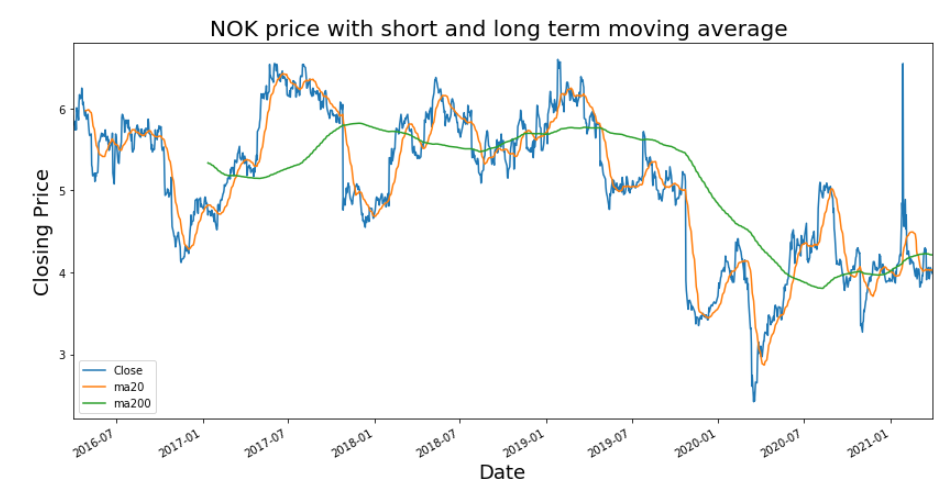 NOK price with short and long term moving average
Closing Price
6
5
4
3
Close
ma20
ma200
2016-07
2017-01
2017-07
2018-01
2018-07
2019-01
2019-07
2020-01
2020-07
2021-01
Date